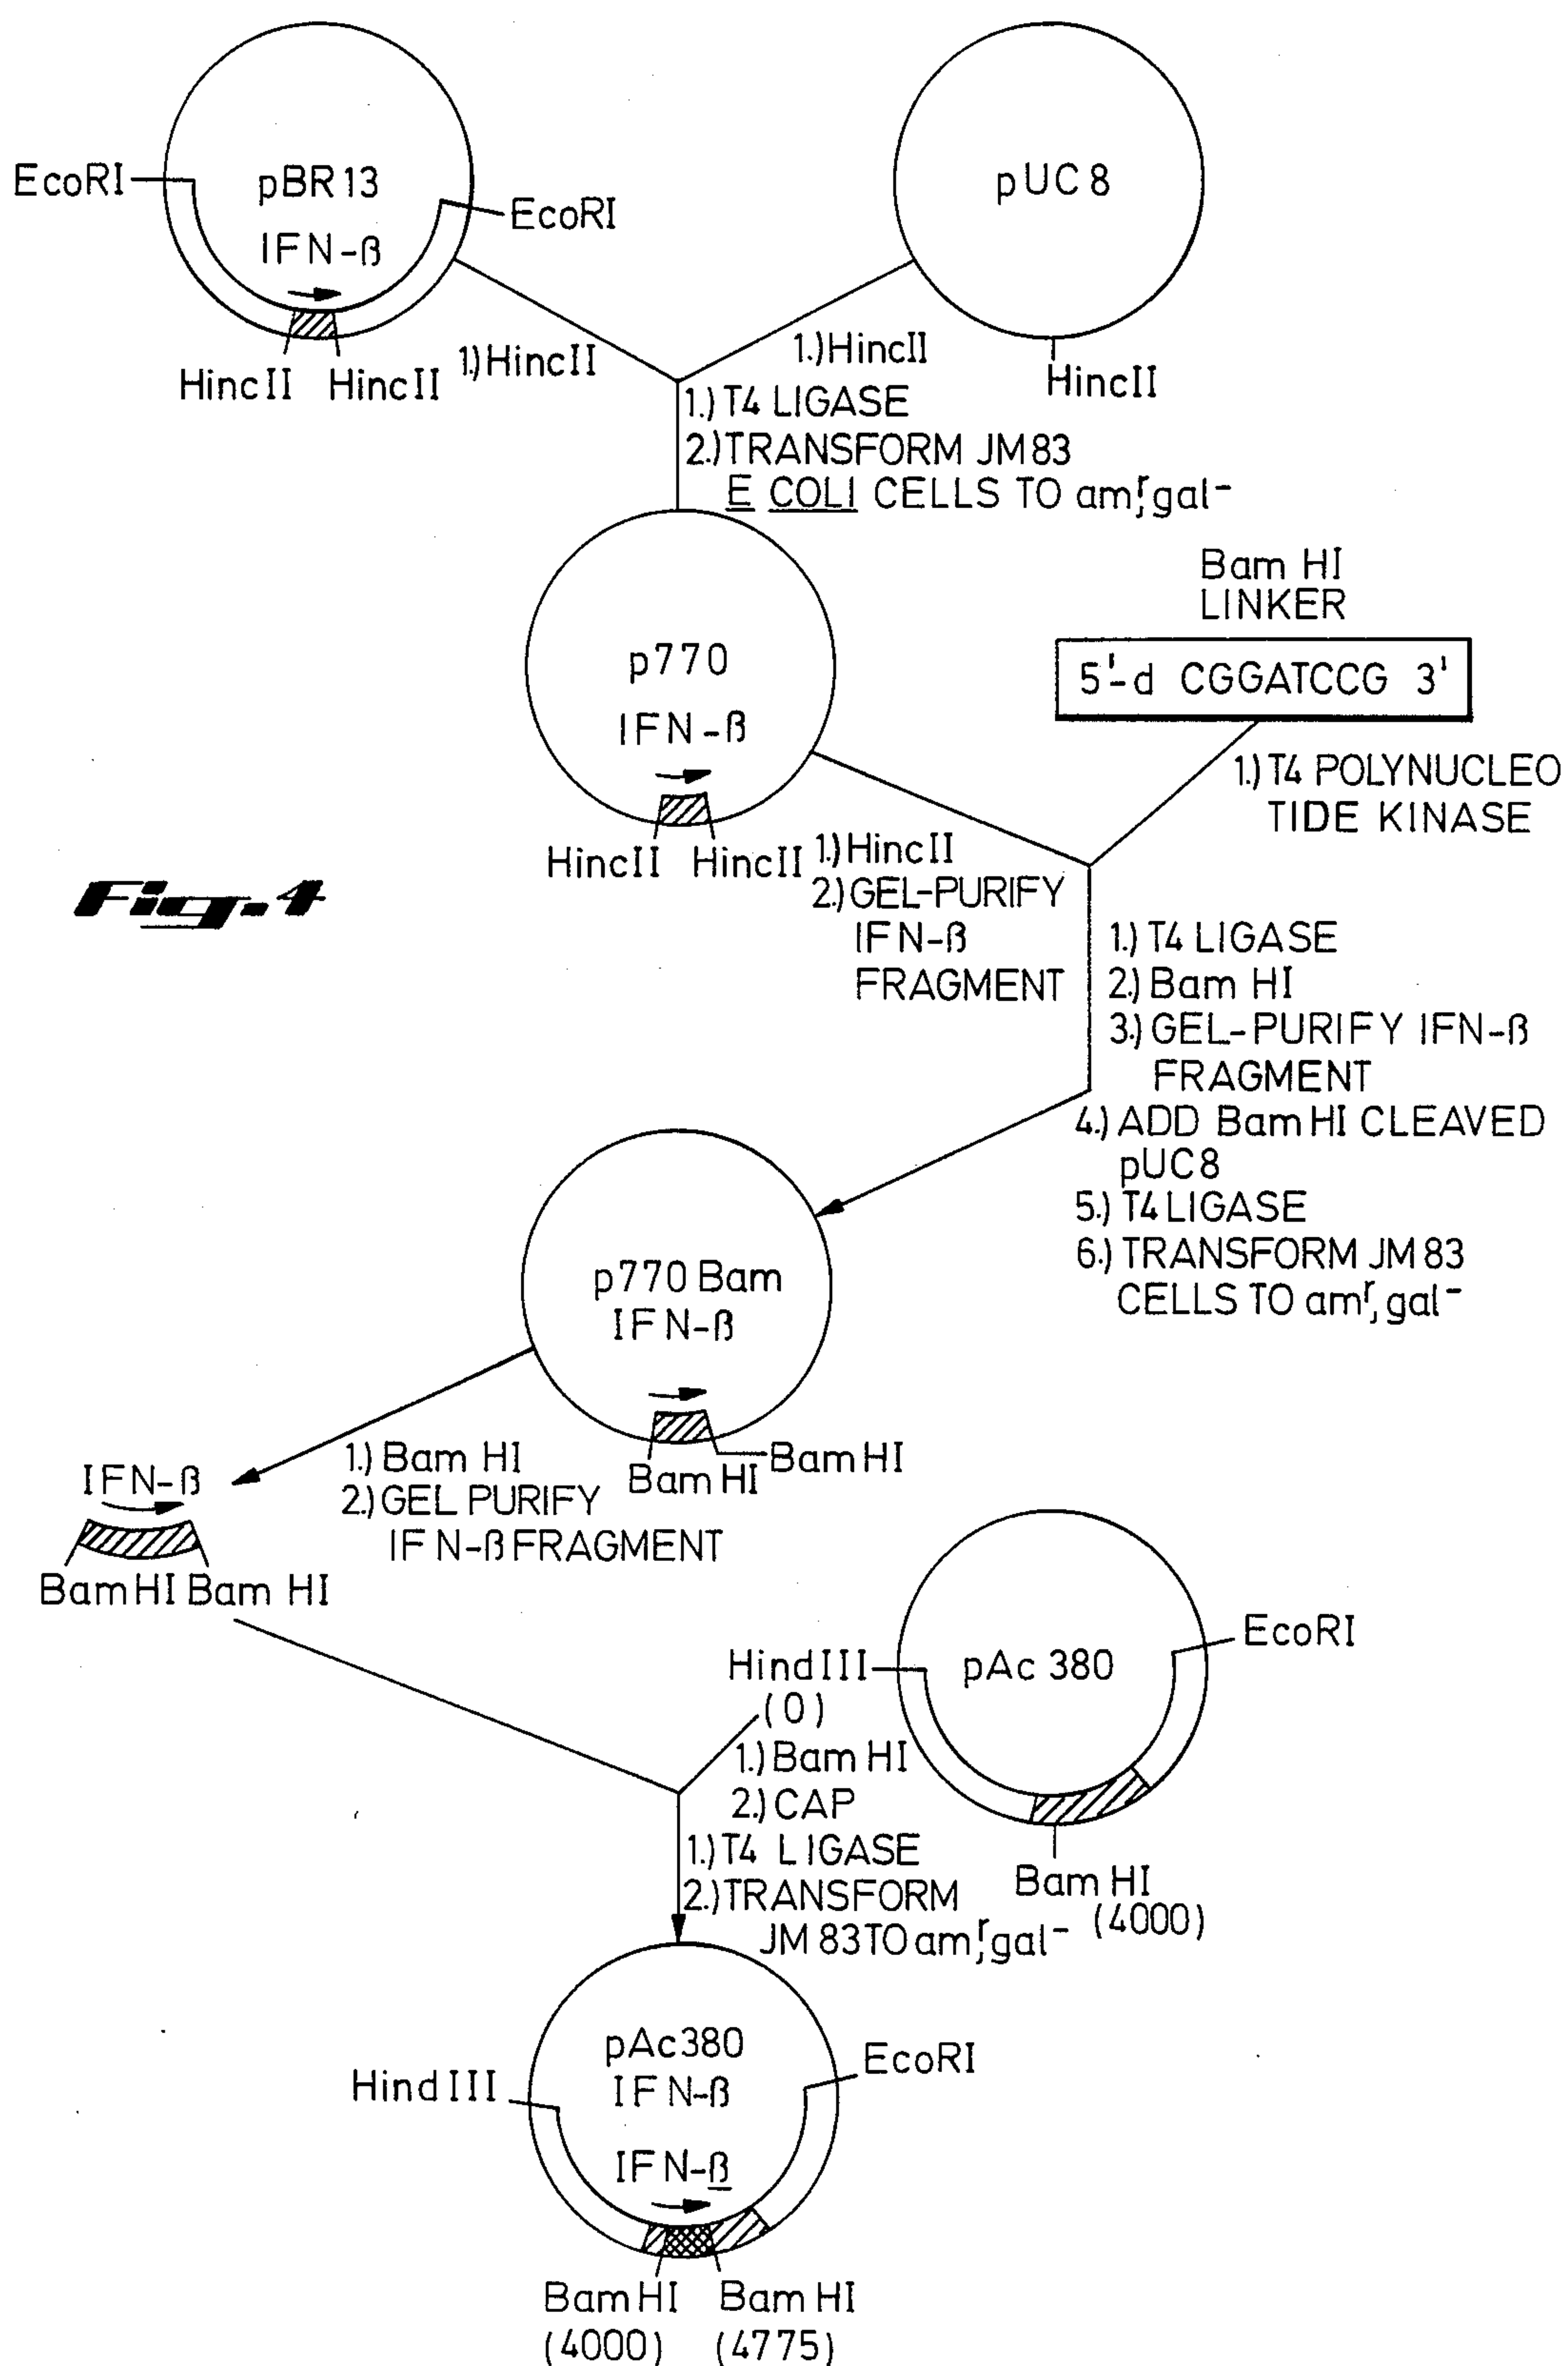 pBR13
IFN-β
EcoRI
EcoRI
HincII HincII
pUC8
HincII
1.)HincII
1.)HincII
1.) T4 LIGASE
2.)TRANSFORM JM83
E COLI CELLS TO amʳ,gal⁻
Bam HI
LINKER
5'-d CGGATCCG 3'
1.) T4 POLYNUCLEO
TIDE KINASE
p770
IFN-β
HincII HincII
1.)HincII
2.)GEL-PURIFY
IFN-β
FRAGMENT
Fig.4
1.) T4 LIGASE
2.) Bam HI
3.) GEL-PURIFY IFN-β
FRAGMENT
4.) ADD Bam HI CLEAVED
pUC8
5.) T4 LIGASE
6.) TRANSFORM JM83
CELLS TO amʳ,gal⁻
p770 Bam
IFN-β
Bam HI
Bam HI
1.) Bam HI
2.)GEL PURIFY
IFN-β FRAGMENT
IFN-β
Bam HI Bam HI
HindIII
(0)
pAc 380
EcoRI
Bam HI
(4000)
1.) Bam HI
2.) CAP
1.) T4 LIGASE
2.)TRANSFORM
JM 83 TO amʳ,gal⁻
pAc380
IFN-β
IFN-β
HindIII
EcoRI
Bam HI Bam HI
(4000) (4775)